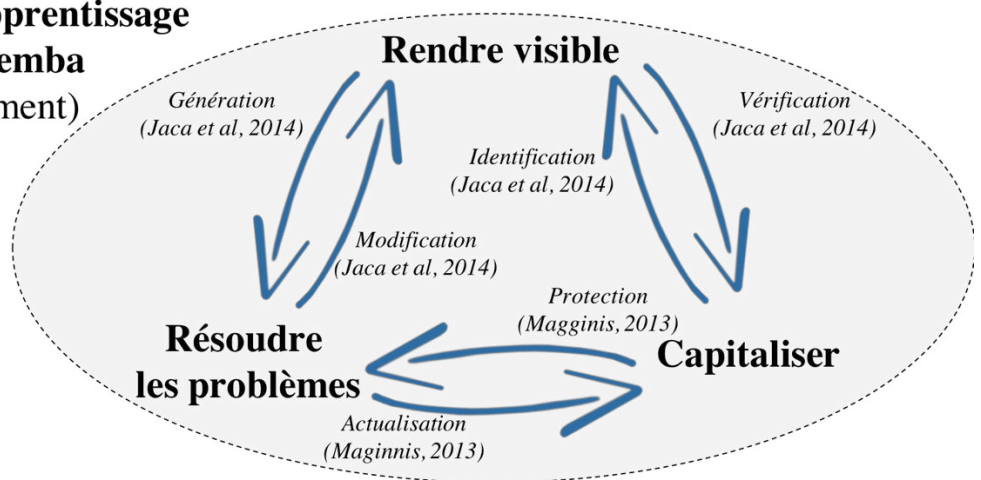 pprentissage
emba
ment)
Rendre visible
Génération
(Jaca et al, 2014)
Vérification
(Jaca et al, 2014)
Identification
(Jaca et al, 2014)
Modification
(Jaca et al, 2014)
Protection
(Magginis, 2013)
Résoudre
les problèmes
Capitaliser
Actualisation
(Maginnis, 2013)